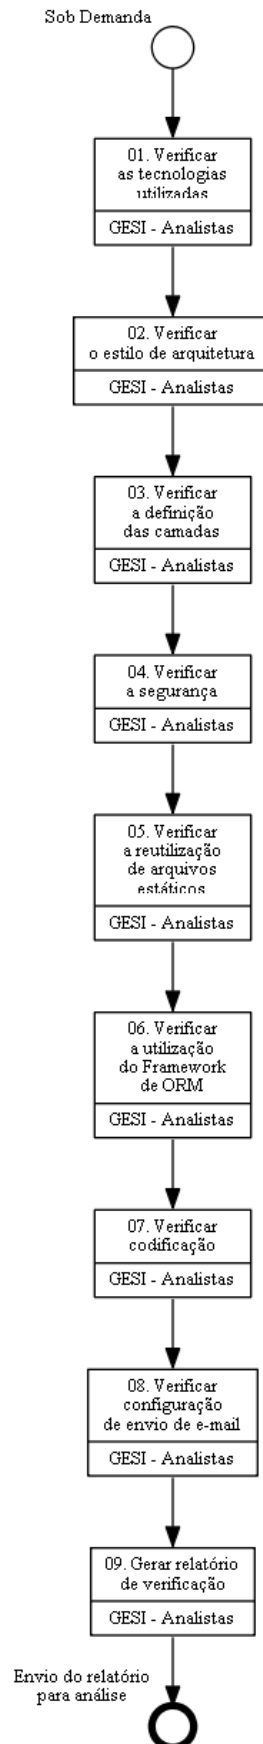 Sob Demanda
01. Verificar
as tecnologias
utilizadas
GESI - Analistas
02. Verificar
o estilo de arquitetura
GESI - Analistas
03. Verificar
a definição
das camadas
GESI - Analistas
04. Verificar
a segurança
GESI - Analistas
05. Verificar
a reutilização
de arquivos
estáticos
GESI - Analistas
06. Verificar
a utilização
do Framework
de ORM
GESI - Analistas
07. Verificar
codificação
GESI - Analistas
08. Verificar
configuração
de envio de e-mail
GESI - Analistas
09. Gerar relatório
de verificação
GESI - Analistas
Envio do relatório
para análise